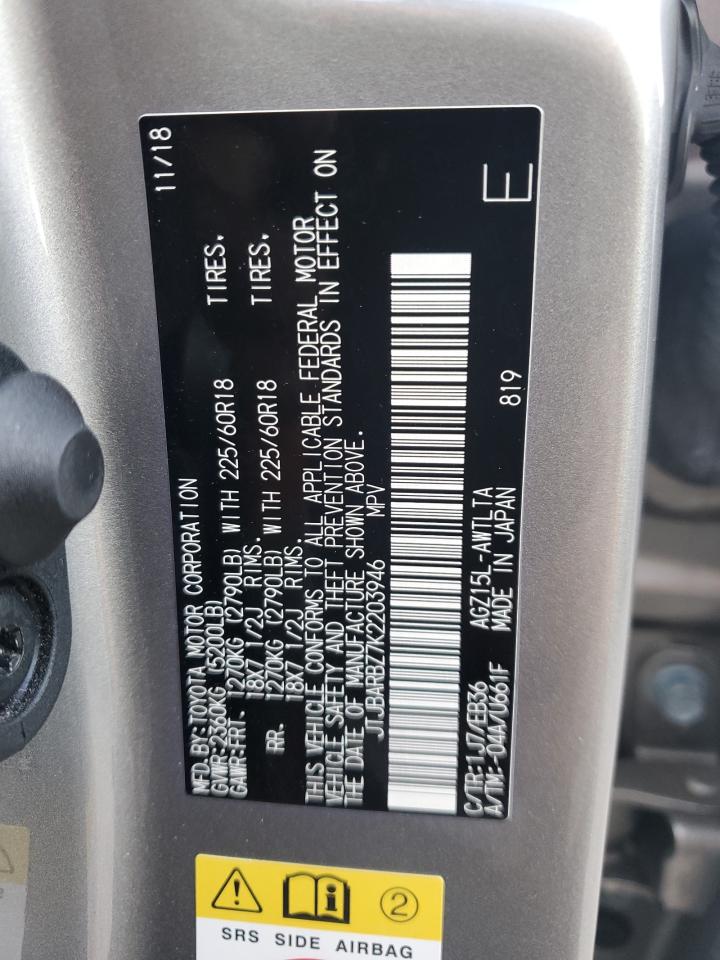 11/18
MFD.BY:TOYOTA MOTOR CORPORATION
GVWR:2360KG (5200LB)
GAWR:FRT. 1270KG (2790LB) WITH 225/60R18 TIRES.
18X7 1/2J RIMS.
RR. 1270KG (2790LB) WITH 225/60R18 TIRES.
18X7 1/2J RIMS.
THIS VEHICLE CONFORMS TO ALL APPLICABLE FEDERAL MOTOR
VEHICLE SAFETY AND THEFT PREVENTION STANDARDS IN EFFECT ON
THE DATE OF MANUFACTURE SHOWN ABOVE.
JTJBARBZ7K2203946 MPV
C/TR:1J7/EB36 AGZ15L-AWTLTA 819
A/TM:-04A/U661F MADE IN JAPAN E
2
SRS SIDE AIRBAG